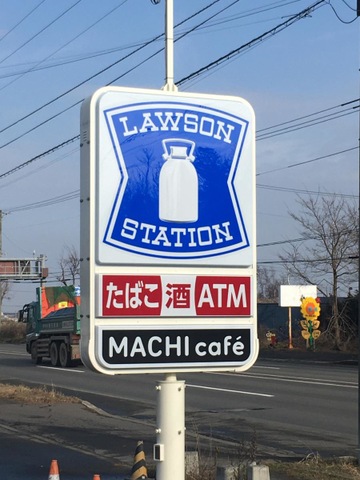 LAWSON
STATION
たばこ 酒 ATM
MACHI café